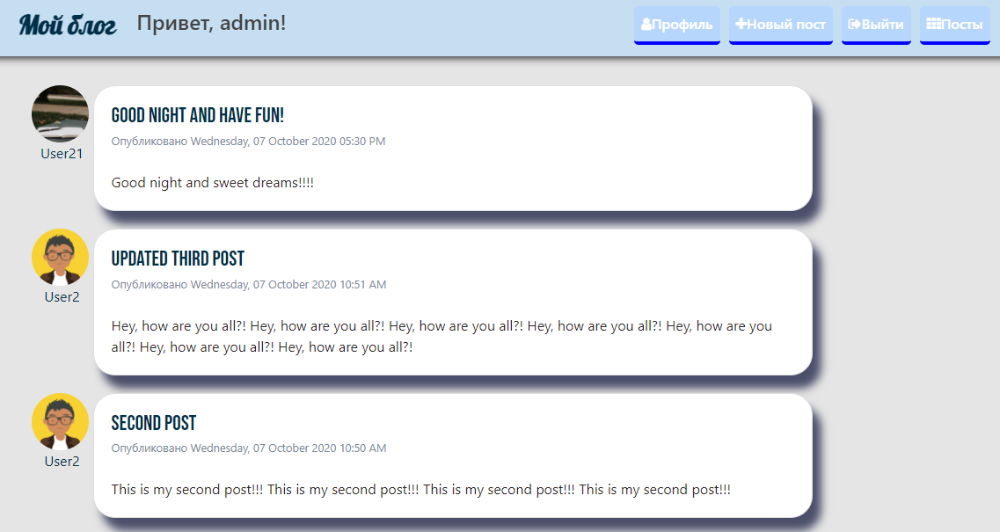 Мой блог
Привет, admin!
Профиль
Новый пост
Выйти
Посты
User21
GOOD NIGHT AND HAVE FUN!
Опубликовано Wednesday, 07 October 2020 05:30 PM
Good night and sweet dreams!!!!
User2
UPDATED THIRD POST
Опубликовано Wednesday, 07 October 2020 10:51 AM
Hey, how are you all?! Hey, how are you all?! Hey, how are you all?! Hey, how are you all?! Hey, how are you
all?! Hey, how are you all?! Hey, how are you all?!
User2
SECOND POST
Опубликовано Wednesday, 07 October 2020 10:50 AM
This is my second post!!! This is my second post!!! This is my second post!!! This is my second post!!!